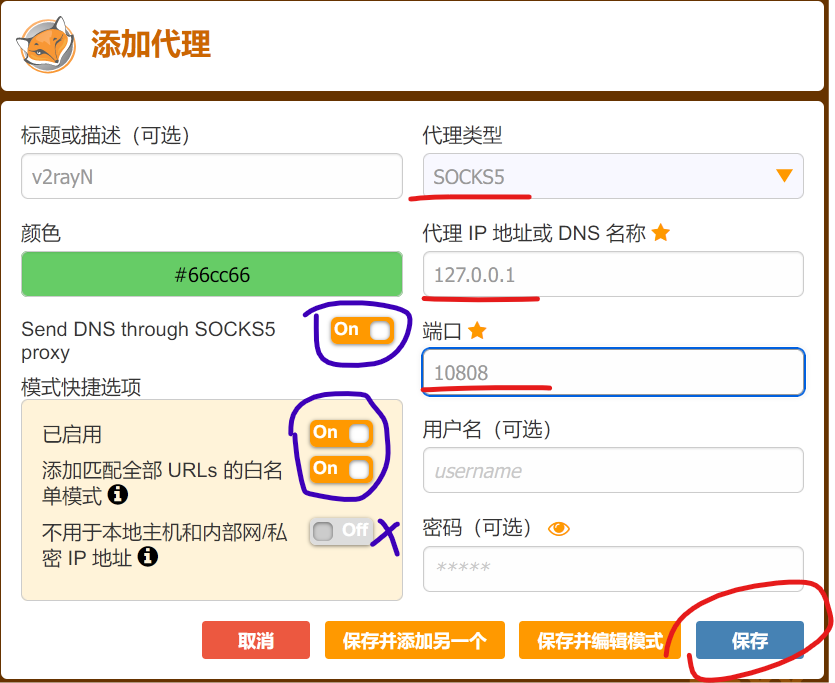 添加代理
标题或描述（可选）
v2rayN
代理类型
SOCKS5
颜色
#66cc66
代理 IP 地址或 DNS 名称
127.0.0.1
Send DNS through SOCKS5
proxy
On
端口
10808
模式快捷选项
已启用
On
添加匹配全部 URLs 的白名
单模式
On
不用于本地主机和内部网/私
密 IP 地址
Off
用户名（可选）
username
密码（可选）
*****
取消
保存并添加另一个
保存并编辑模式
保存